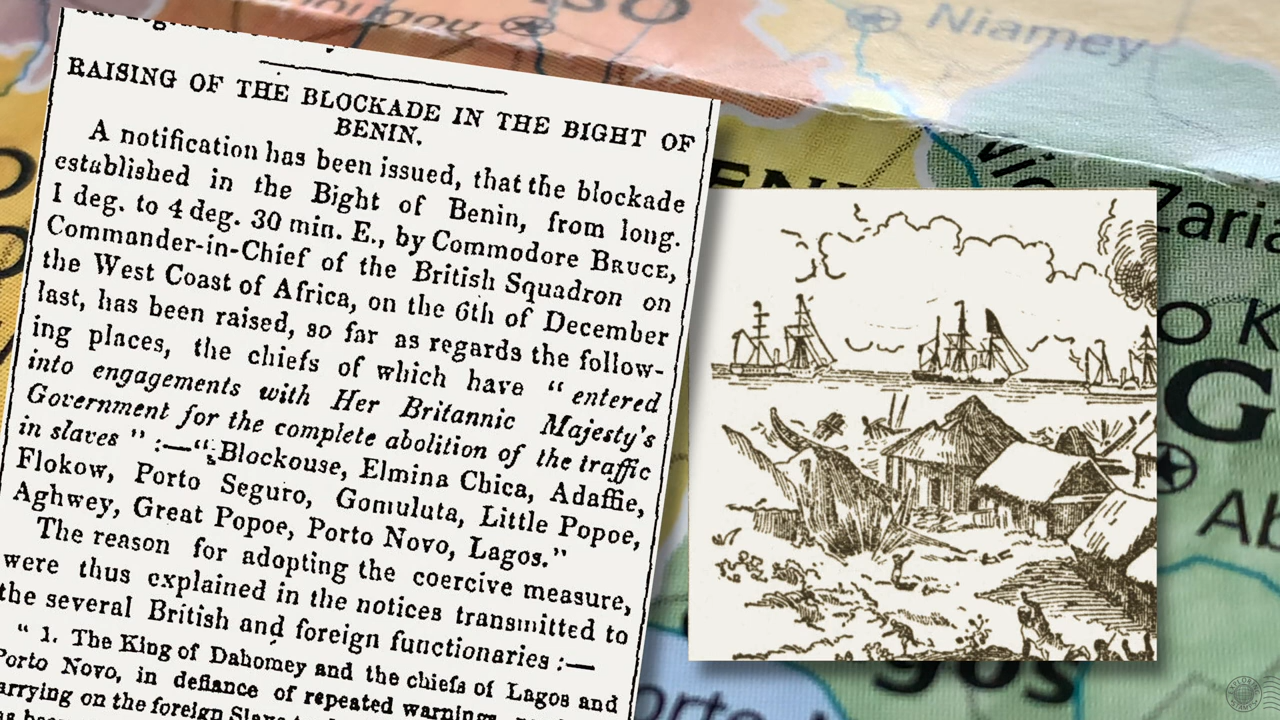 RAISING OF THE BLOCKADE IN THE BIGHT OF
BENIN.
A notification has been issued, that the blockade
established in the Bight of Benin, from long.
1 deg. to 4 deg. 30 min. E., by Commodore BRUCE,
Commander-in-Chief of the British Squadron on
the West Coast of Africa, on the 6th of December
last, has been raised, so far as regards the follow-
ing places, the chiefs of which have "entered
into engagements with Her Britannic Majesty's
Government for the complete abolition of the traffic
in slaves":—"Blockouse, Elmina Chica, Adaffie,
Flokow, Porto Seguro, Gomuluta, Little Popoe,
Aghwey, Great Popoe, Porto Novo, Lagos."
The reason for adopting the coercive measure,
were thus explained in the notices transmitted to
the several British and foreign functionaries:—
"1. The King of Dahomey and the chiefs of Lagos and
Porto Novo, in defiance of repeated warnings,
carrying on the foreign
Niamey
Zaria
G